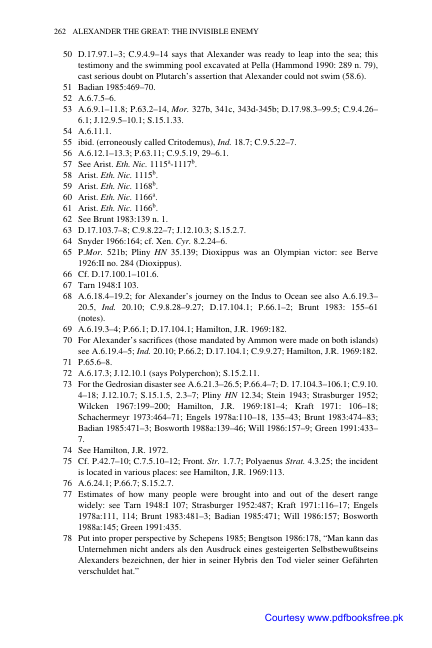 262 ALEXANDER THE GREAT: THE INVISIBLE ENEMY
50 D.17.97.1–3; C.9.4.9-14 says that Alexander was ready to leap into the sea; this
testimony and the swimming pool excavated at Pella (Hammond 1990: 289 n. 79),
cast serious doubt on Plutarch's assertion that Alexander could not swim (58.6).
51 Badian 1985:469–70.
52 A.6.7.5–6.
53 A.6.9.1–11.8; P.63.2–14, Mor. 327b, 341c, 343d-345b; D.17.98.3–99.5; C.9.4.26–
6.1; J.12.9.5–10.1; S.15.1.33.
54 A.6.11.1.
55 ibid. (erroneously called Critodemus), Ind. 18.7; C.9.5.22–7.
56 A.6.12.1–13.3; P.63.11; C.9.5.19, 29–6.1.
57 See Arist. Eth. Nic. 1115ᵃ-1117ᵇ.
58 Arist. Eth. Nic. 1115ᵇ.
59 Arist. Eth. Nic. 1168ᵇ.
60 Arist. Eth. Nic. 1166ᵃ.
61 Arist. Eth. Nic. 1166ᵇ.
62 See Brunt 1983:139 n. 1.
63 D.17.103.7–8; C.9.8.22–7; J.12.10.3; S.15.2.7.
64 Snyder 1966:164; cf. Xen. Cyr. 8.2.24–6.
65 P.Mor. 521b; Pliny HN 35.139; Dioxippus was an Olympian victor: see Berve
1926:II no. 284 (Dioxippus).
66 Cf. D.17.100.1–101.6.
67 Tarn 1948:I 103.
68 A.6.18.4–19.2; for Alexander's journey on the Indus to Ocean see also A.6.19.3–
20.5, Ind. 20.10; C.9.8.28–9.27; D.17.104.1; P.66.1–2; Brunt 1983: 155–61
(notes).
69 A.6.19.3–4; P.66.1; D.17.104.1; Hamilton, J.R. 1969:182.
70 For Alexander's sacrifices (those mandated by Ammon were made on both islands)
see A.6.19.4–5; Ind. 20.10; P.66.2; D.17.104.1; C.9.9.27; Hamilton, J.R. 1969:182.
71 P.65.6–8.
72 A.6.17.3; J.12.10.1 (says Polyperchon); S.15.2.11.
73 For the Gedrosian disaster see A.6.21.3–26.5; P.66.4–7; D. 17.104.3–106.1; C.9.10.
4–18; J.12.10.7; S.15.1.5, 2.3–7; Pliny HN 12.34; Stein 1943; Strasburger 1952;
Wilcken 1967:199–200; Hamilton, J.R. 1969:181–4; Kraft 1971: 106–18;
Schachermeyr 1973:464–71; Engels 1978a:110–18, 135–43; Brunt 1983:474–83;
Badian 1985:471–3; Bosworth 1988a:139–46; Will 1986:157–9; Green 1991:433–
7.
74 See Hamilton, J.R. 1972.
75 Cf. P.42.7–10; C.7.5.10–12; Front. Str. 1.7.7; Polyaenus Strat. 4.3.25; the incident
is located in various places: see Hamilton, J.R. 1969:113.
76 A.6.24.1; P.66.7; S.15.2.7.
77 Estimates of how many people were brought into and out of the desert range
widely: see Tarn 1948:I 107; Strasburger 1952:487; Kraft 1971:116–17; Engels
1978a:111, 114; Brunt 1983:481–3; Badian 1985:471; Will 1986:157; Bosworth
1988a:145; Green 1991:435.
78 Put into proper perspective by Schepens 1985; Bengtson 1986:178, “Man kann das
Unternehmen nicht anders als den Ausdruck eines gesteigerten Selbstbewußtseins
Alexanders bezeichnen, der hier in seiner Hybris den Tod vieler seiner Gefährten
verschuldet hat.”
Courtesy www.pdfbooksfree.pk